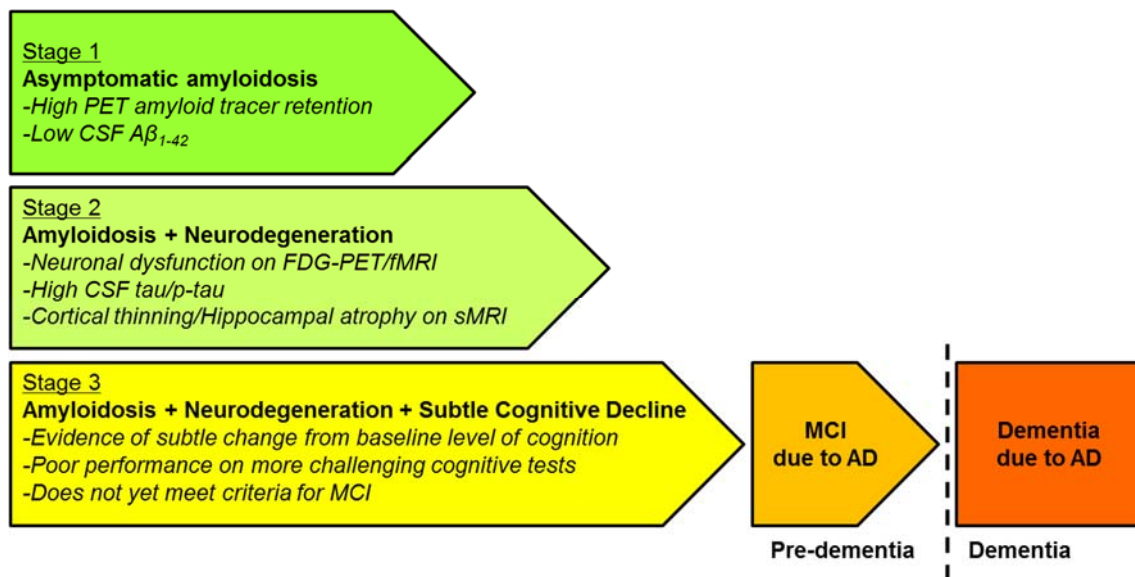 Stage 1
Asymptomatic amyloidosis
-High PET amyloid tracer retention
-Low CSF Aβ1-42
Stage 2
Amyloidosis + Neurodegeneration
-Neuronal dysfunction on FDG-PET/fMRI
-High CSF tau/p-tau
-Cortical thinning/Hippocampal atrophy on sMRI
Stage 3
Amyloidosis + Neurodegeneration + Subtle Cognitive Decline
-Evidence of subtle change from baseline level of cognition
-Poor performance on more challenging cognitive tests
-Does not yet meet criteria for MCI
MCI
due to AD
Dementia
due to AD
Pre-dementia
Dementia